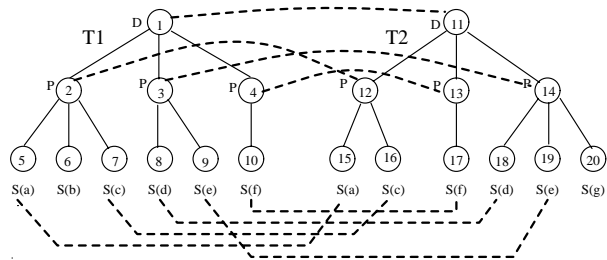 D 1 D 11
T1 T2
P 2 P 3 P 4 P 12 P 13 P 14
5 6 7 8 9 10 15 16 17 18 19 20
S(a) S(b) S(c) S(d) S(e) S(f) S(a) S(c) S(f) S(d) S(e) S(g)